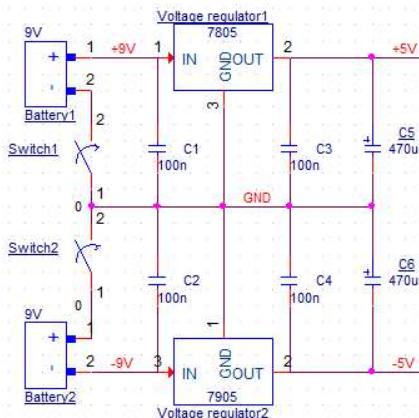 Voltage regulator1
9V
7805
+ 1 +9V 1 IN OUT 2 +5V
GND
- 2
Battery1
3
2
Switch1
C1
100n
C3
100n
+ C5
470u
1
0
GND
2
Switch2
C2
100n
C4
100n
+ C6
470u
1
0
9V
1
+ 1
GND
- 2 -9V 3 IN OUT 2 -5V
Battery2
7905
Voltage regulator2